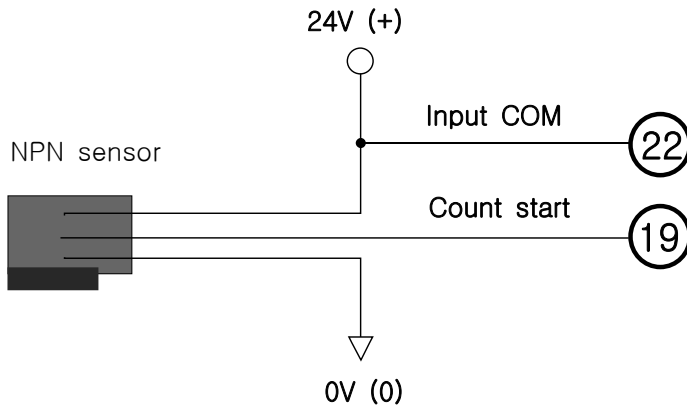 24V (+)
Input COM
22
NPN sensor
Count start
19
0V (0)